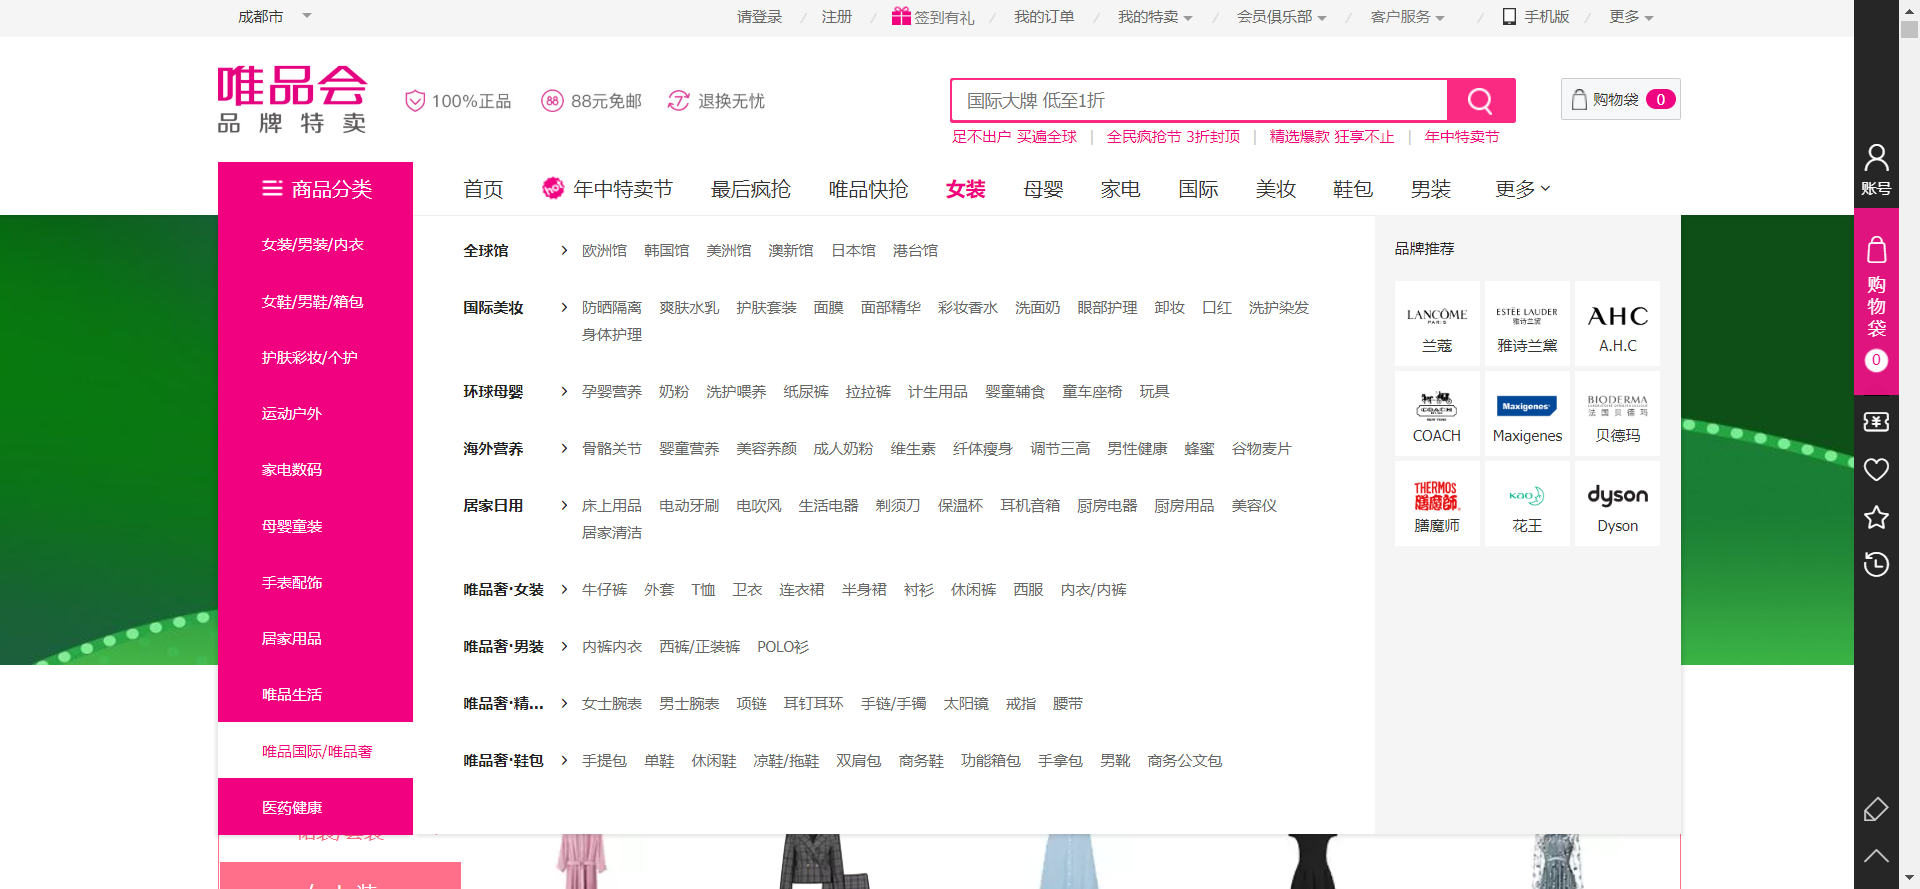 成都市 请登录 注册 签到有礼 我的订单 我的特卖 会员俱乐部 客户服务 手机版 更多
唯品会
品牌特卖
100%正品 88 88元免邮 7 退换无忧
国际大牌 低至1折
购物袋 0
足不出户 买遍全球 | 全民疯抢节 3折封顶 | 精选爆款 狂享不止 | 年中特卖节
商品分类 首页 hot 年中特卖节 最后疯抢 唯品快抢 女装 母婴 家电 国际 美妆 鞋包 男装 更多
女装/男装/内衣
女鞋/男鞋/箱包
护肤彩妆/个护
运动户外
家电数码
母婴童装
手表配饰
居家用品
唯品生活
唯品国际/唯品奢
医药健康
全球馆 > 欧洲馆 韩国馆 美洲馆 澳新馆 日本馆 港台馆
国际美妆 > 防晒隔离 爽肤水乳 护肤套装 面膜 面部精华 彩妆香水 洗面奶 眼部护理 卸妆 口红 洗护染发
身体护理
环球母婴 > 孕婴营养 奶粉 洗护喂养 纸尿裤 拉拉裤 计生用品 婴童辅食 童车座椅 玩具
海外营养 > 骨骼关节 婴童营养 美容养颜 成人奶粉 维生素 纤体瘦身 调节三高 男性健康 蜂蜜 谷物麦片
居家日用 > 床上用品 电动牙刷 电吹风 生活电器 剃须刀 保温杯 耳机音箱 厨房电器 厨房用品 美容仪
居家清洁
唯品奢·女装 > 牛仔裤 外套 T恤 卫衣 连衣裙 半身裙 衬衫 休闲裤 西服 内衣/内裤
唯品奢·男装 > 内裤内衣 西裤/正装裤 POLO衫
唯品奢·精... > 女士腕表 男士腕表 项链 耳钉耳环 手链/手镯 太阳镜 戒指 腰带
唯品奢·鞋包 > 手提包 单鞋 休闲鞋 凉鞋/拖鞋 双肩包 商务鞋 功能箱包 手拿包 男靴 商务公文包
品牌推荐
LANCÔME
PARIS
兰蔻
ESTĒE LAUDER
雅诗兰黛
雅诗兰黛
AHC
A.H.C
COACH
NEW YORK
COACH
Maxigenes
Maxigenes
BIODERMA
法国贝德玛
贝德玛
THERMOS
膳魔師
膳魔师
Kao
花王
dyson
Dyson
账号
购物袋
0